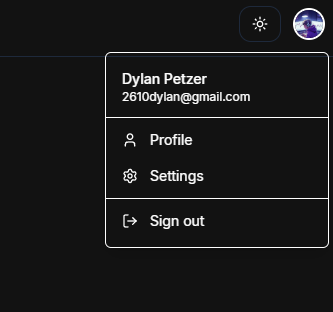 Dylan Petzer
2610dylan@gmail.com
Profile
Settings
Sign out